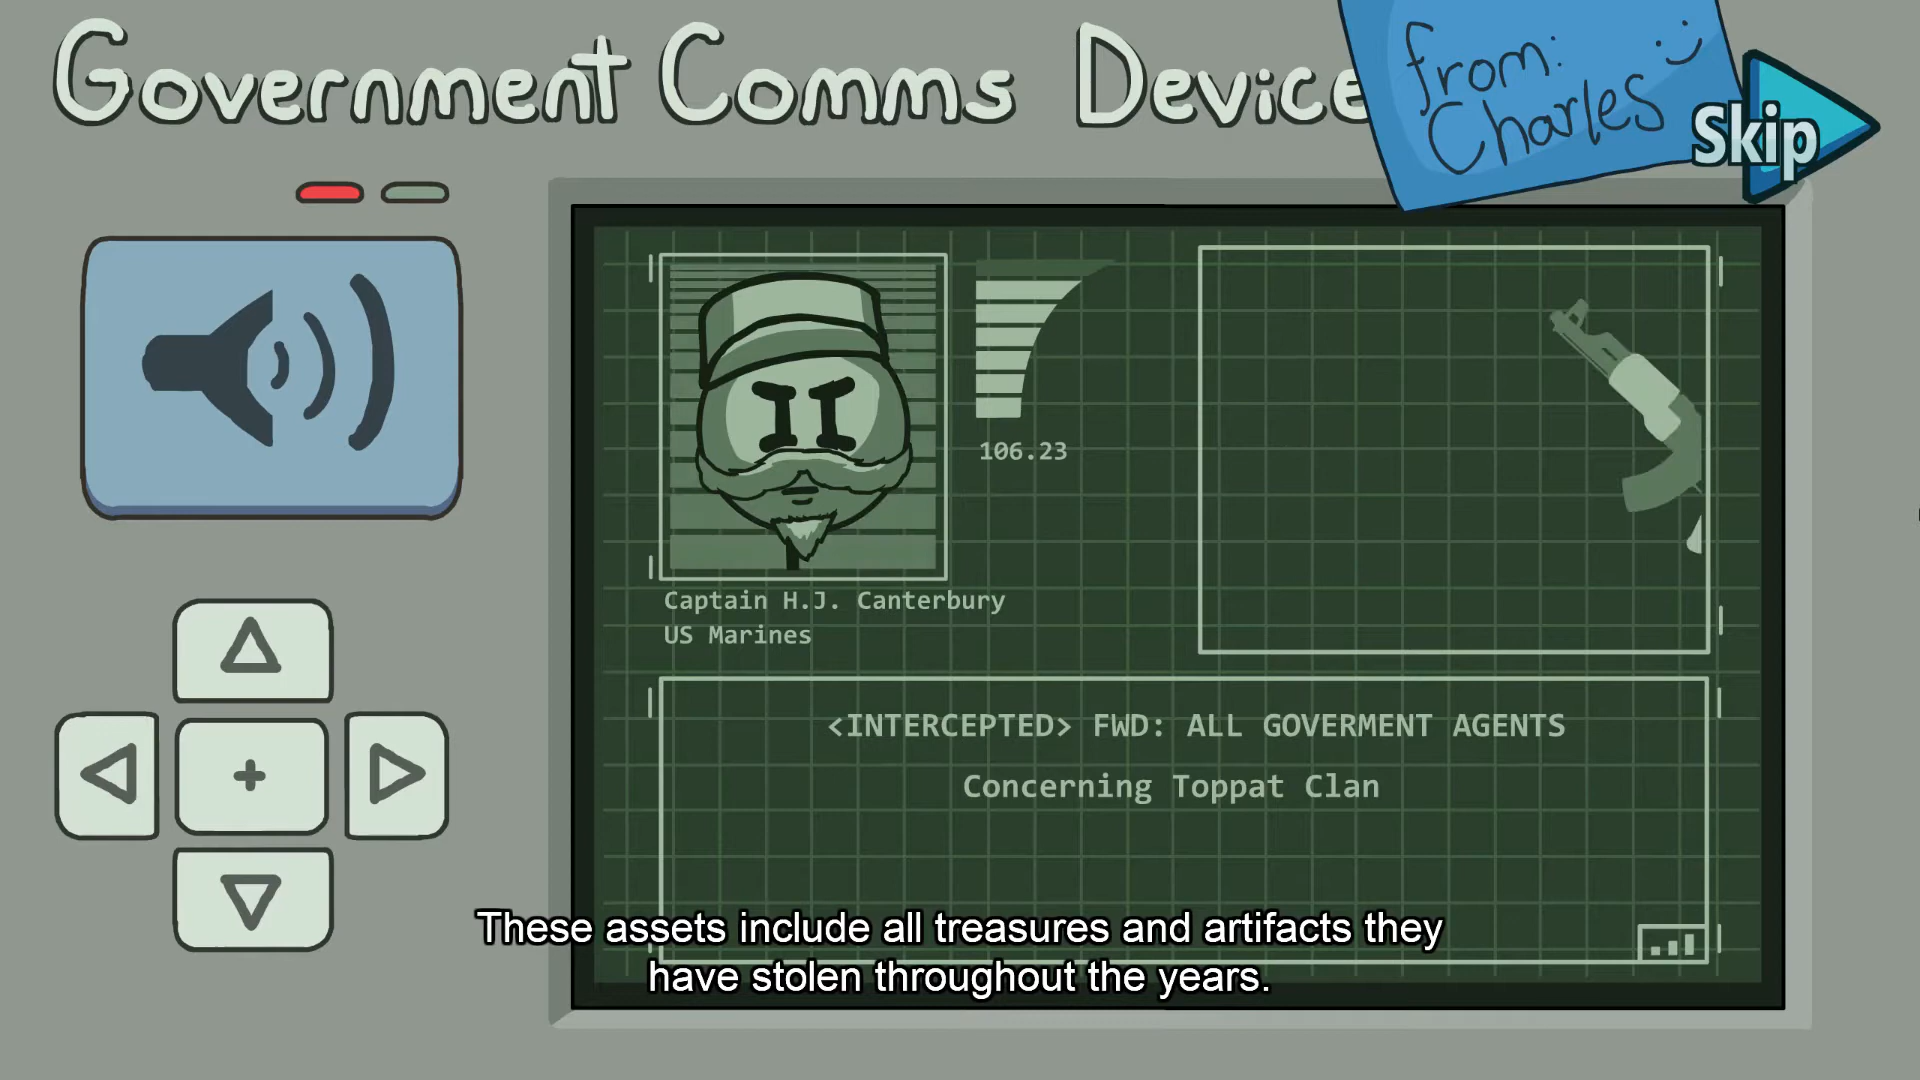 Government Comms Device
from:
Charles
Skip
106.23
Captain H.J. Canterbury
US Marines
<INTERCEPTED> FWD: ALL GOVERMENT AGENTS
Concerning Toppat Clan
These assets include all treasures and artifacts they
have stolen throughout the years.